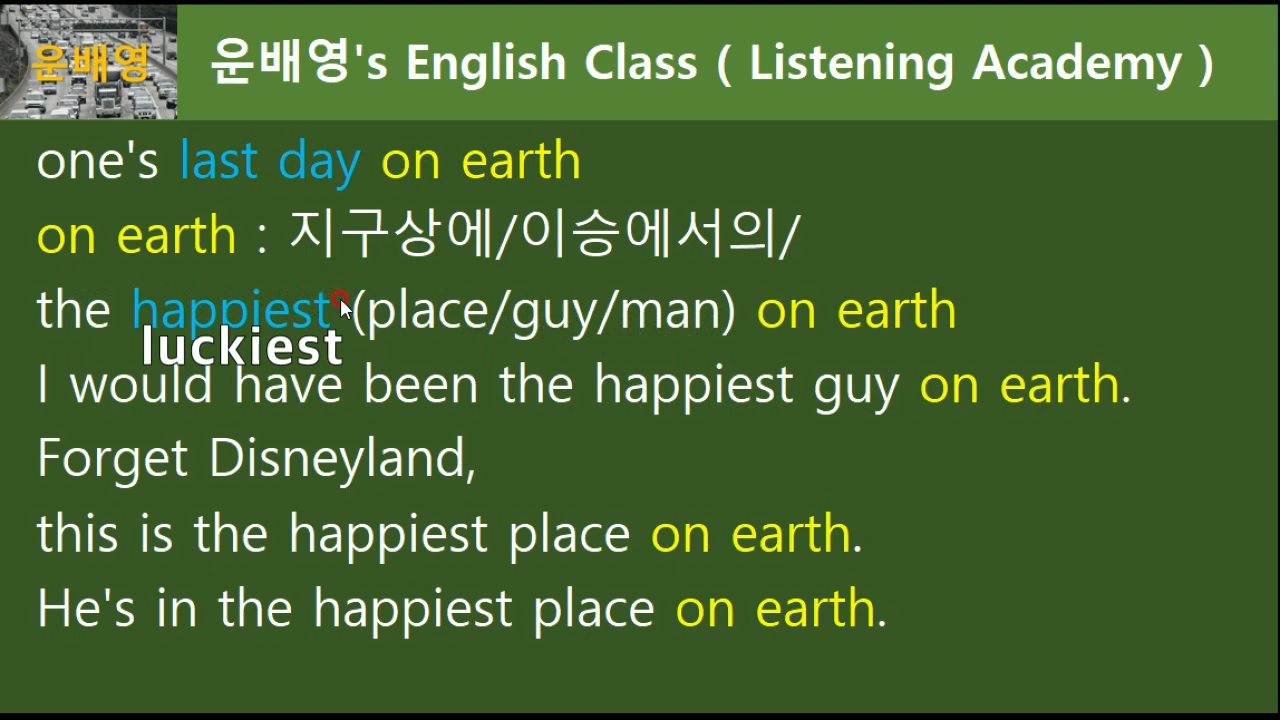 운배영
운배영's English Class ( Listening Academy )
one's last day on earth
on earth : 지구상에/이승에서의/
the happiest (place/guy/man) on earth
luckiest
I would have been the happiest guy on earth.
Forget Disneyland,
this is the happiest place on earth.
He's in the happiest place on earth.